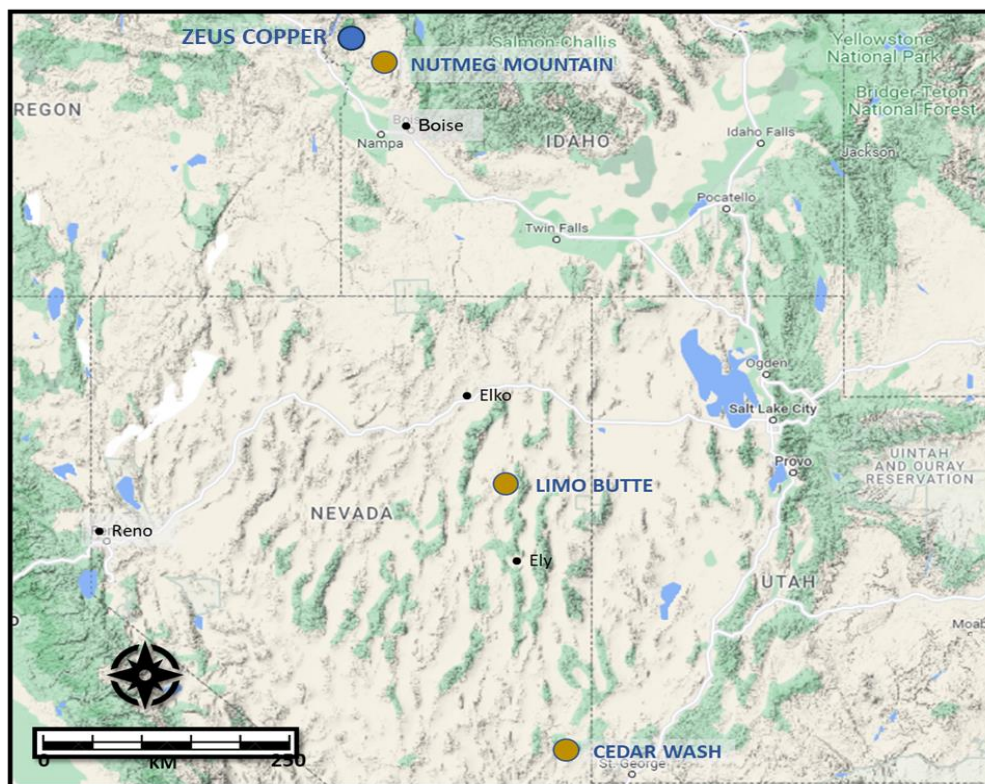 ZEUS COPPER
Salmon-Challis
Yellowstone
National Park
NUTMEG MOUNTAIN
Bridger-Teton
National Forest
REGON
Boise
Idaho Falls
Nampa
IDAHO
Jackson
Pocatello
Twin Falls
Ogden
Elko
Salt Lake City
UINTAH
AND OURAY
RESERVATION
Provo
LIMO BUTTE
NEVADA
Reno
Ely
UTAH
Moab
CEDAR WASH
St. George
0
KM
250